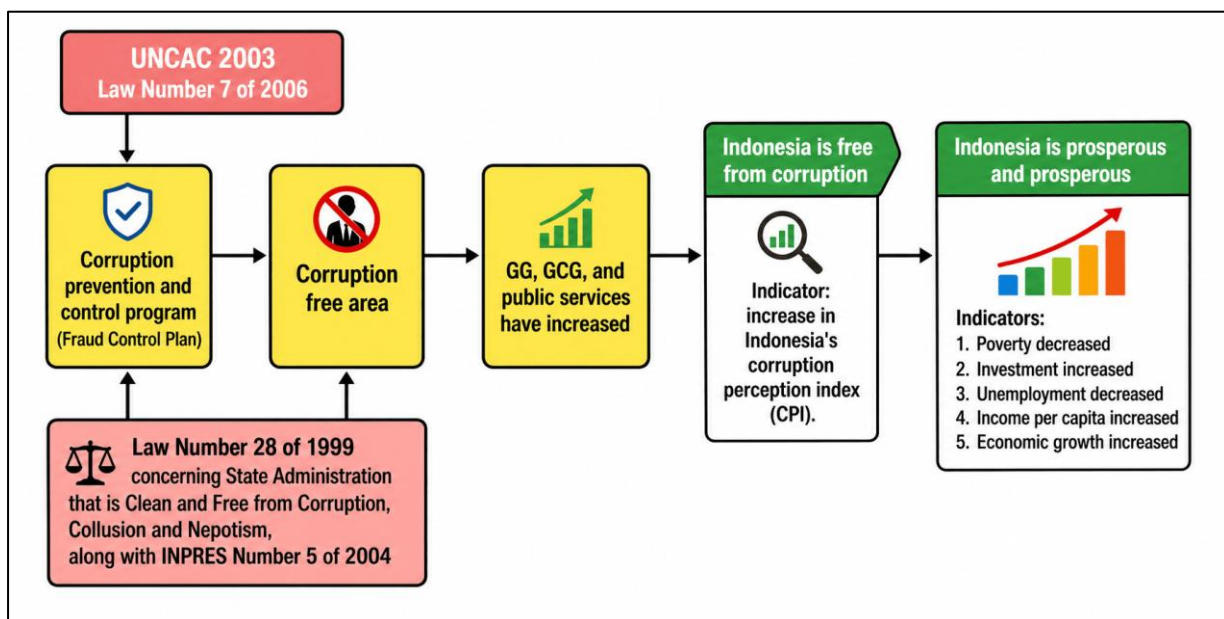 UNCAC 2003
Law Number 7 of 2006
Corruption
prevention and
control program
(Fraud Control Plan)
Corruption
free area
GG, GCG, and
public services
have increased
Indonesia is free
from corruption
Indicator:
increase in
Indonesia's
corruption
perception index
(CPI).
Indonesia is prosperous
and prosperous
Indicators:
1. Poverty decreased
2. Investment increased
3. Unemployment decreased
4. Income per capita increased
5. Economic growth increased
Law Number 28 of 1999
concerning State Administration
that is Clean and Free from Corruption,
Collusion and Nepotism,
along with INPRES Number 5 of 2004